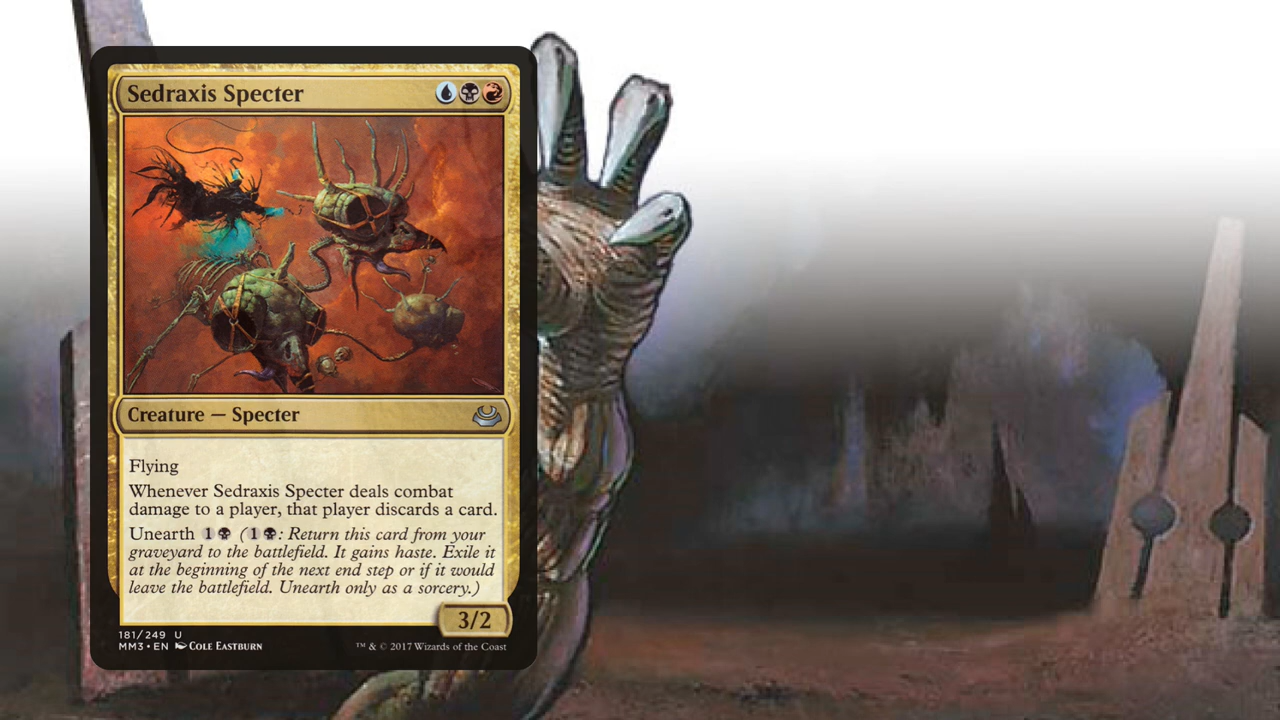 Sedraxis Specter
Creature — Specter
Flying
Whenever Sedraxis Specter deals combat
damage to a player, that player discards a card.
Unearth 1 (1 : Return this card from your
graveyard to the battlefield. It gains haste. Exile it
at the beginning of the next end step or if it would
leave the battlefield. Unearth only as a sorcery.)
3/2
181/249 U
MM3 • EN Cole Eastburn
™ & © 2017 Wizards of the Coast